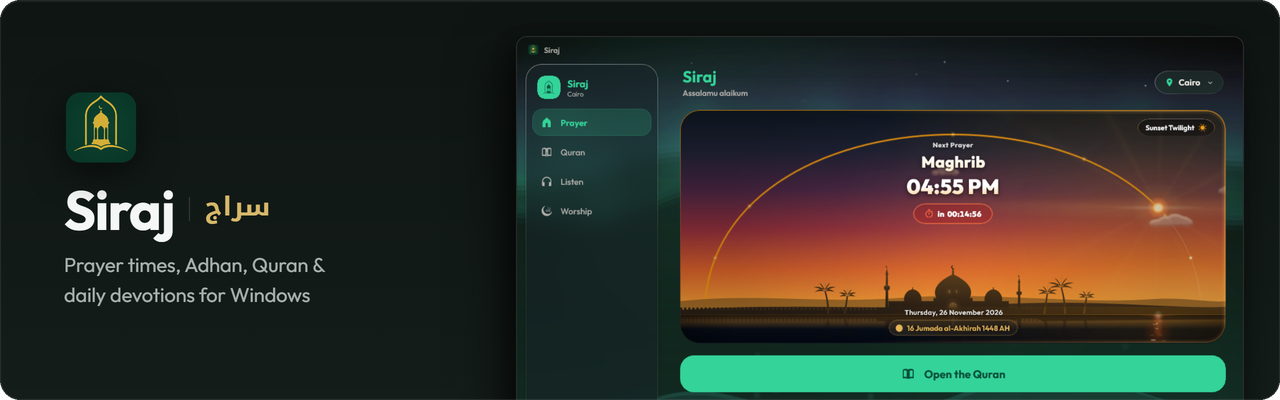 Siraj
سراج
Prayer times, Adhan, Quran &
daily devotions for Windows
Siraj
Siraj
Cairo
Prayer
Quran
Listen
Worship
Siraj
Assalamu alaikum
Cairo
Sunset Twilight
Next Prayer
Maghrib
04:55 PM
in 00:14:56
Thursday, 26 November 2026
16 Jumada al-Akhirah 1448 AH
Open the Quran